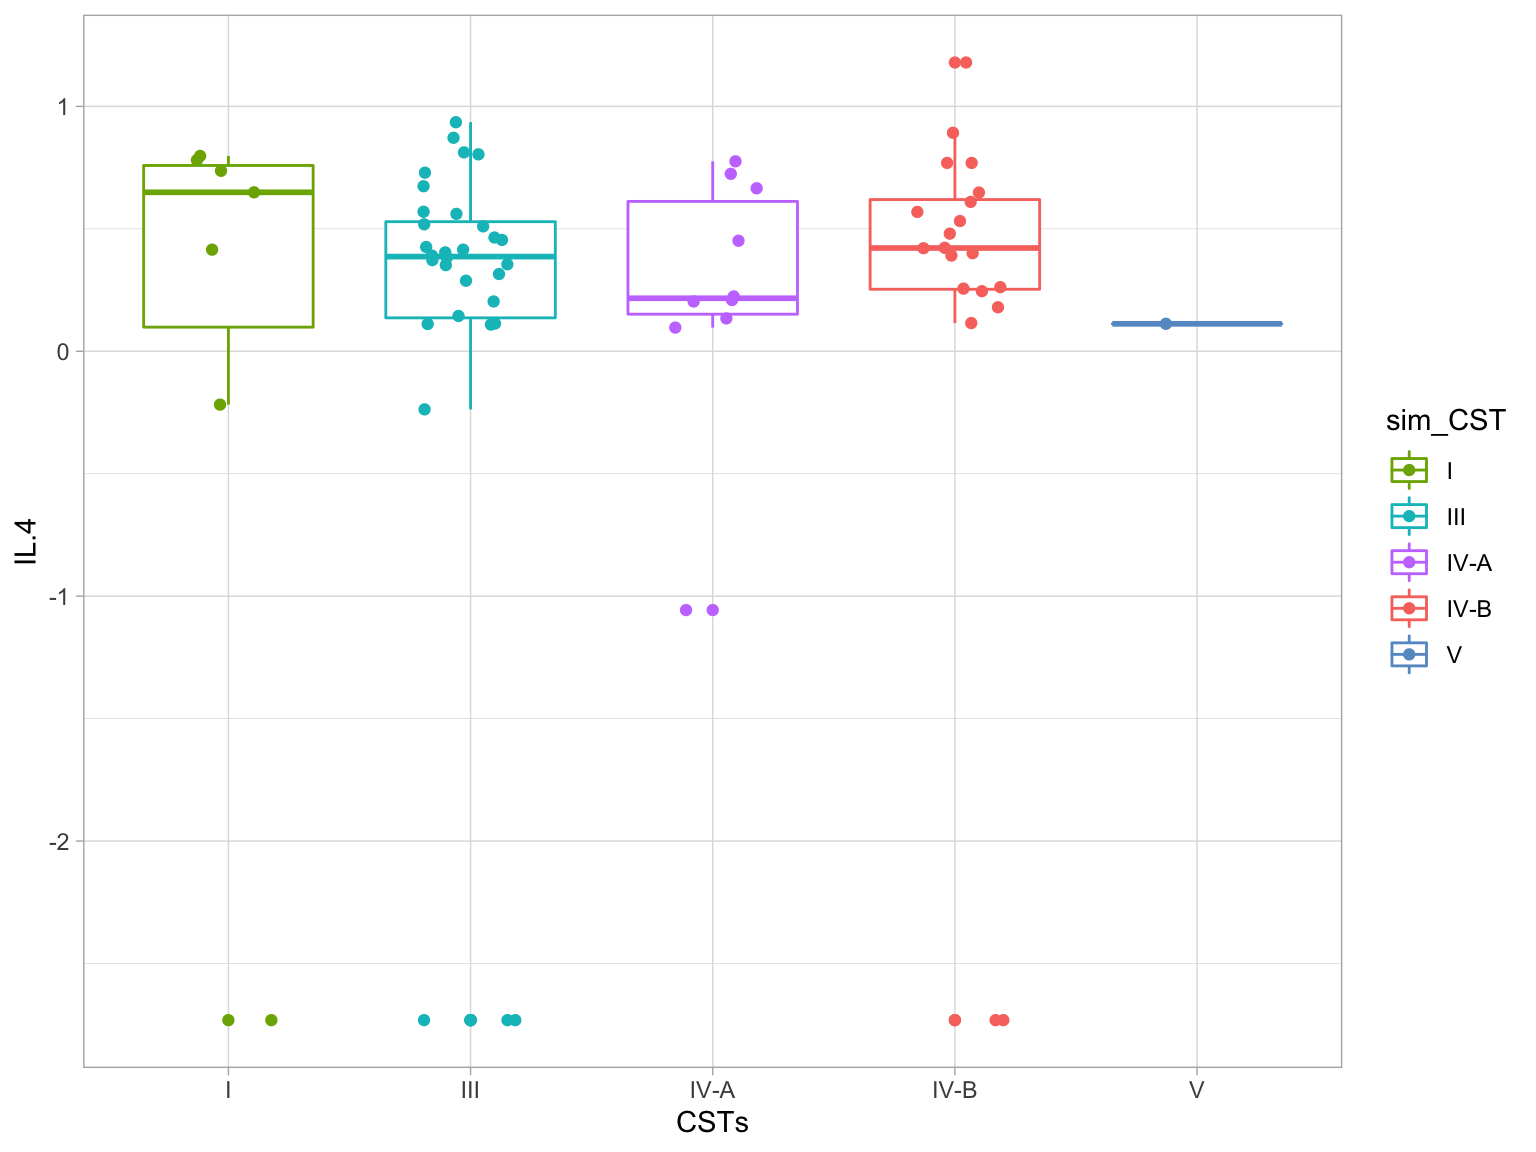 1
0
-1
-2
IL.4
I III IV-A IV-B V
CSTs
sim_CST
I
III
IV-A
IV-B
V